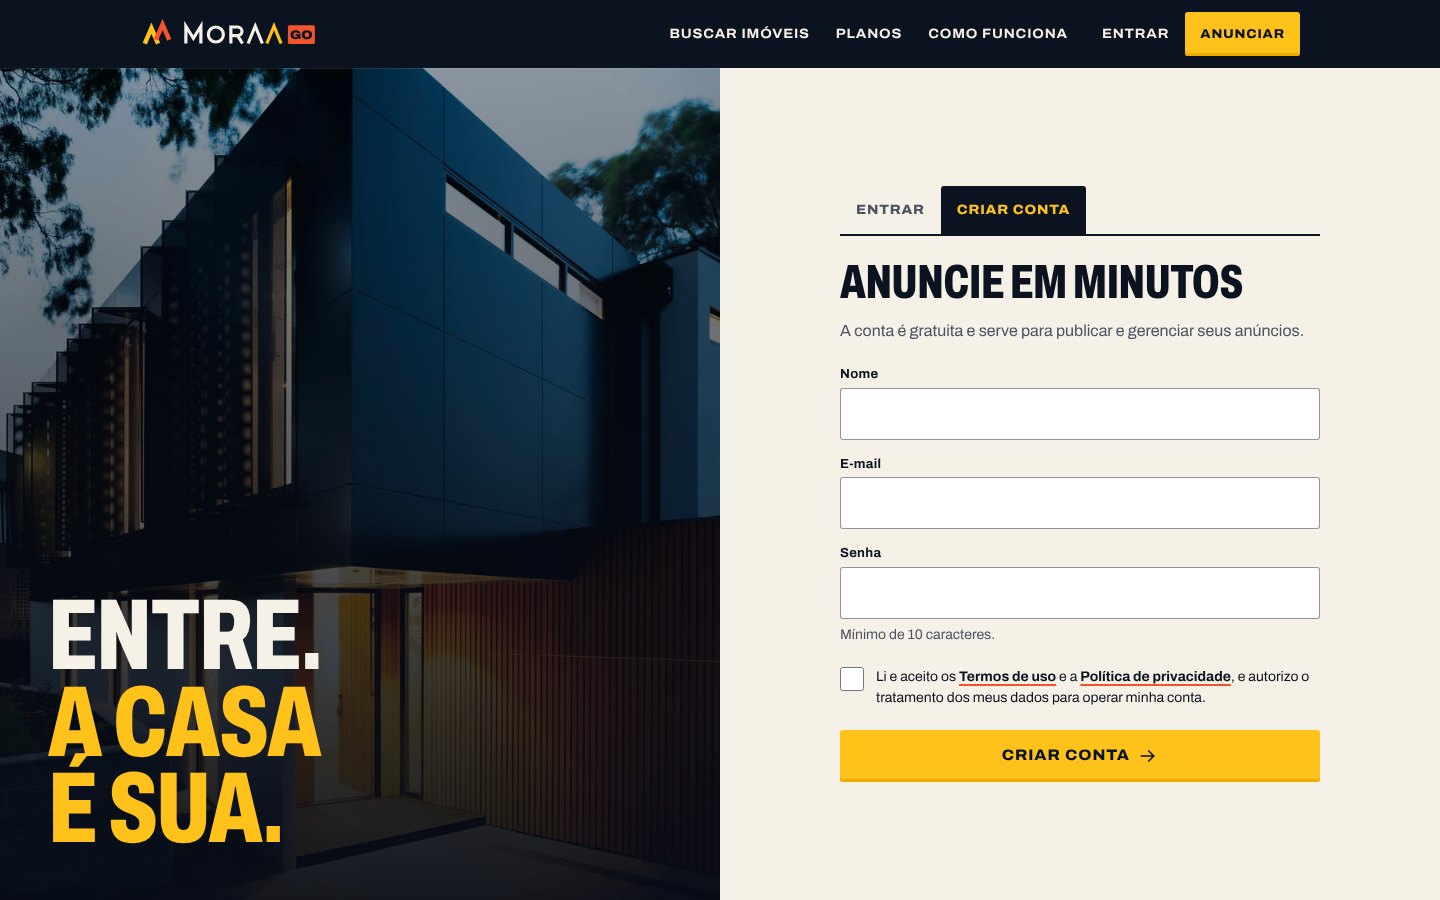 MORAA GO
BUSCAR IMÓVEIS
PLANOS
COMO FUNCIONA
ENTRAR
ANUNCIAR
ENTRE.
A CASA
É SUA.
ENTRAR
CRIAR CONTA
ANUNCIE EM MINUTOS
A conta é gratuita e serve para publicar e gerenciar seus anúncios.
Nome
E-mail
Senha
Mínimo de 10 caracteres.
Li e aceito os Termos de uso e a Política de privacidade, e autorizo o
tratamento dos meus dados para operar minha conta.
CRIAR CONTA →